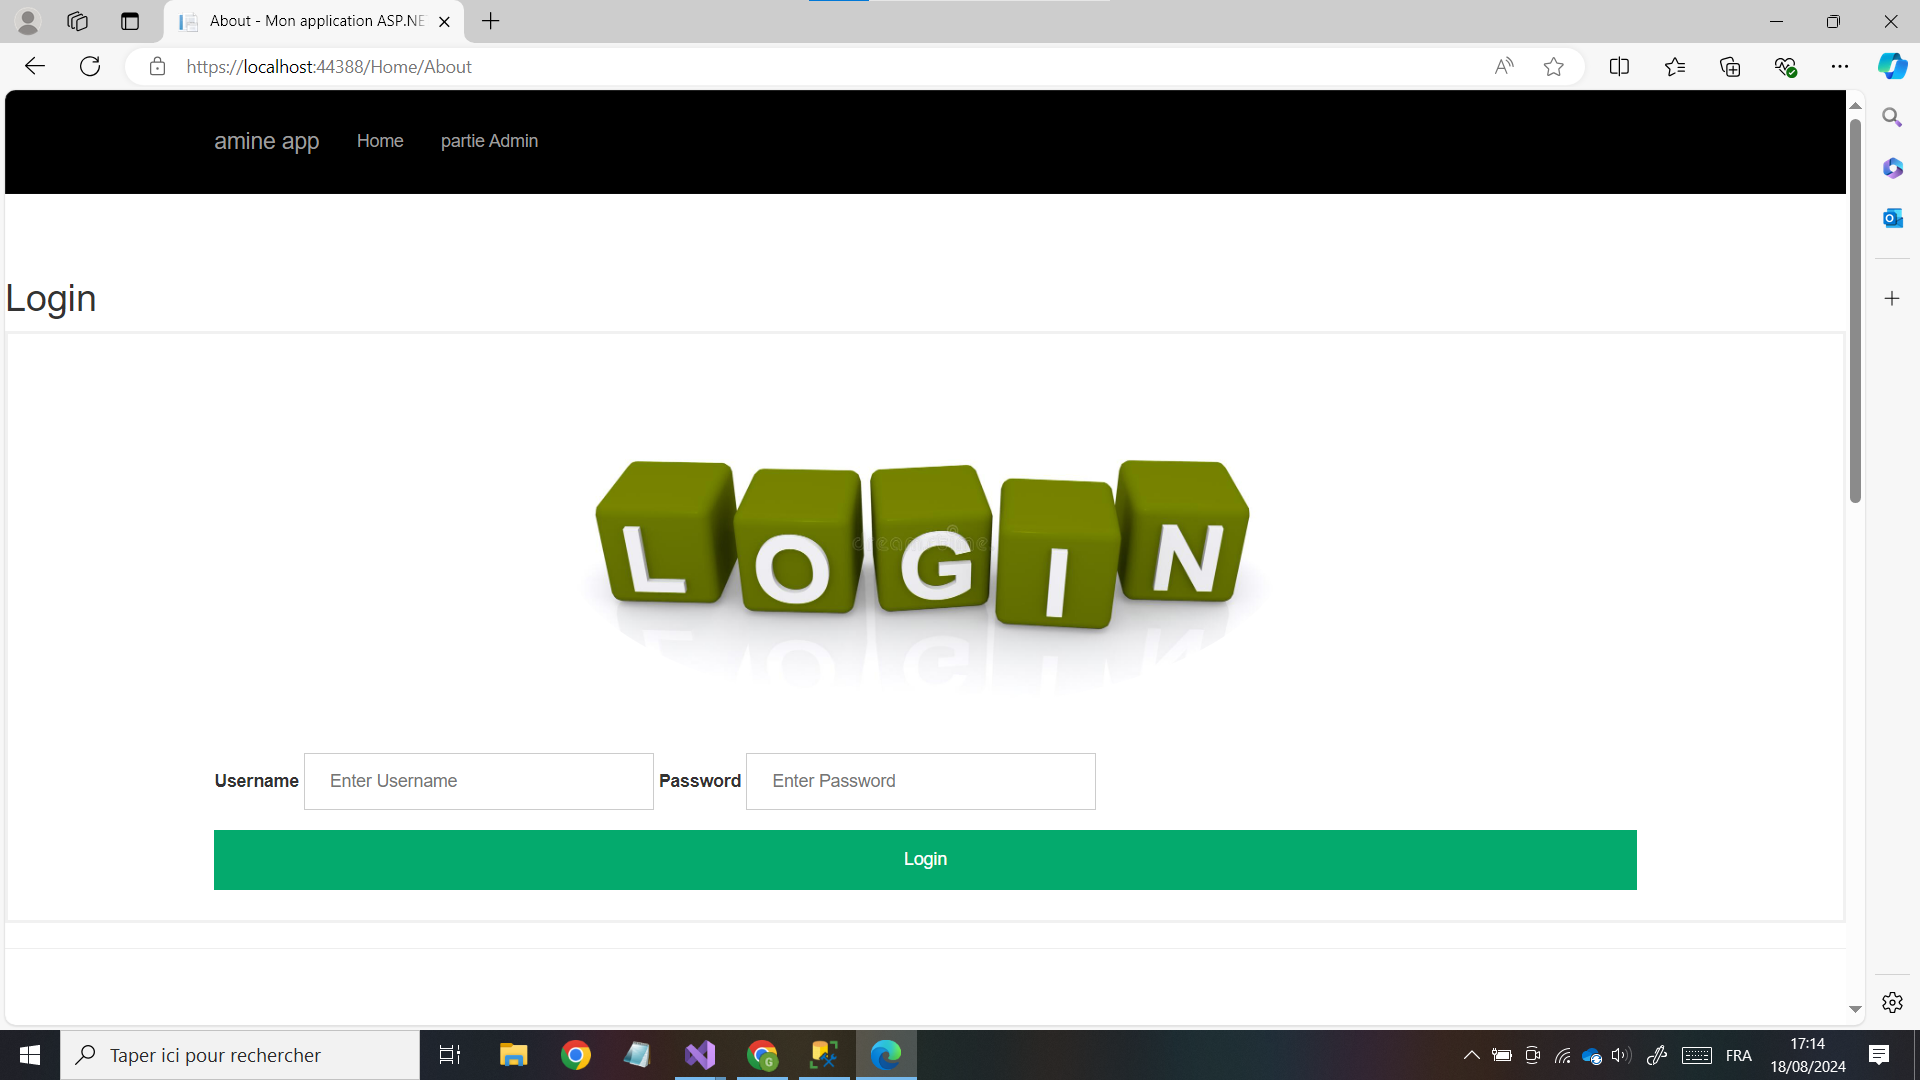 About - Mon application ASP.NE
https://localhost:44388/Home/About
amine app Home partie Admin
Login
LOGIN
Username Enter Username Password Enter Password
Login
Taper ici pour rechercher
FRA
17:14
18/08/2024